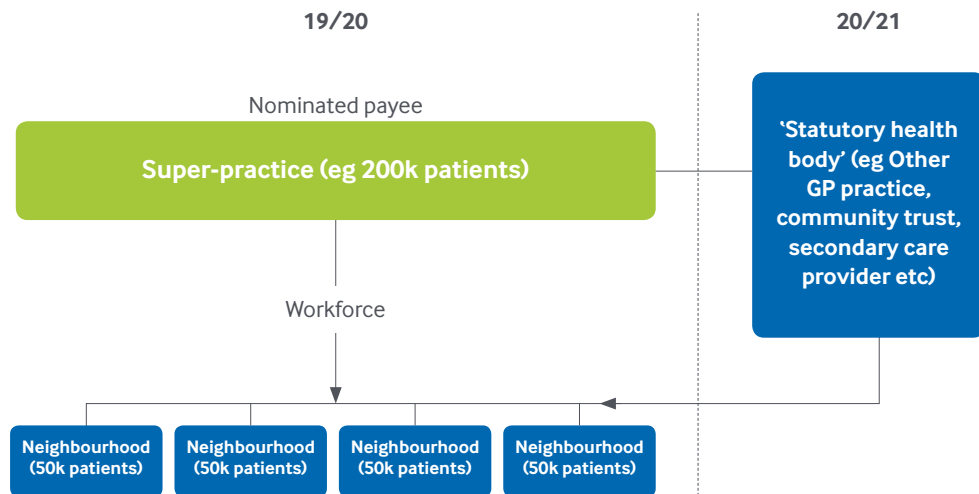 19/20
20/21
Nominated payee
Super-practice (eg 200k patients)
‘Statutory health
body’ (eg Other
GP practice,
community trust,
secondary care
provider etc)
Workforce
Neighbourhood
(50k patients)
Neighbourhood
(50k patients)
Neighbourhood
(50k patients)
Neighbourhood
(50k patients)